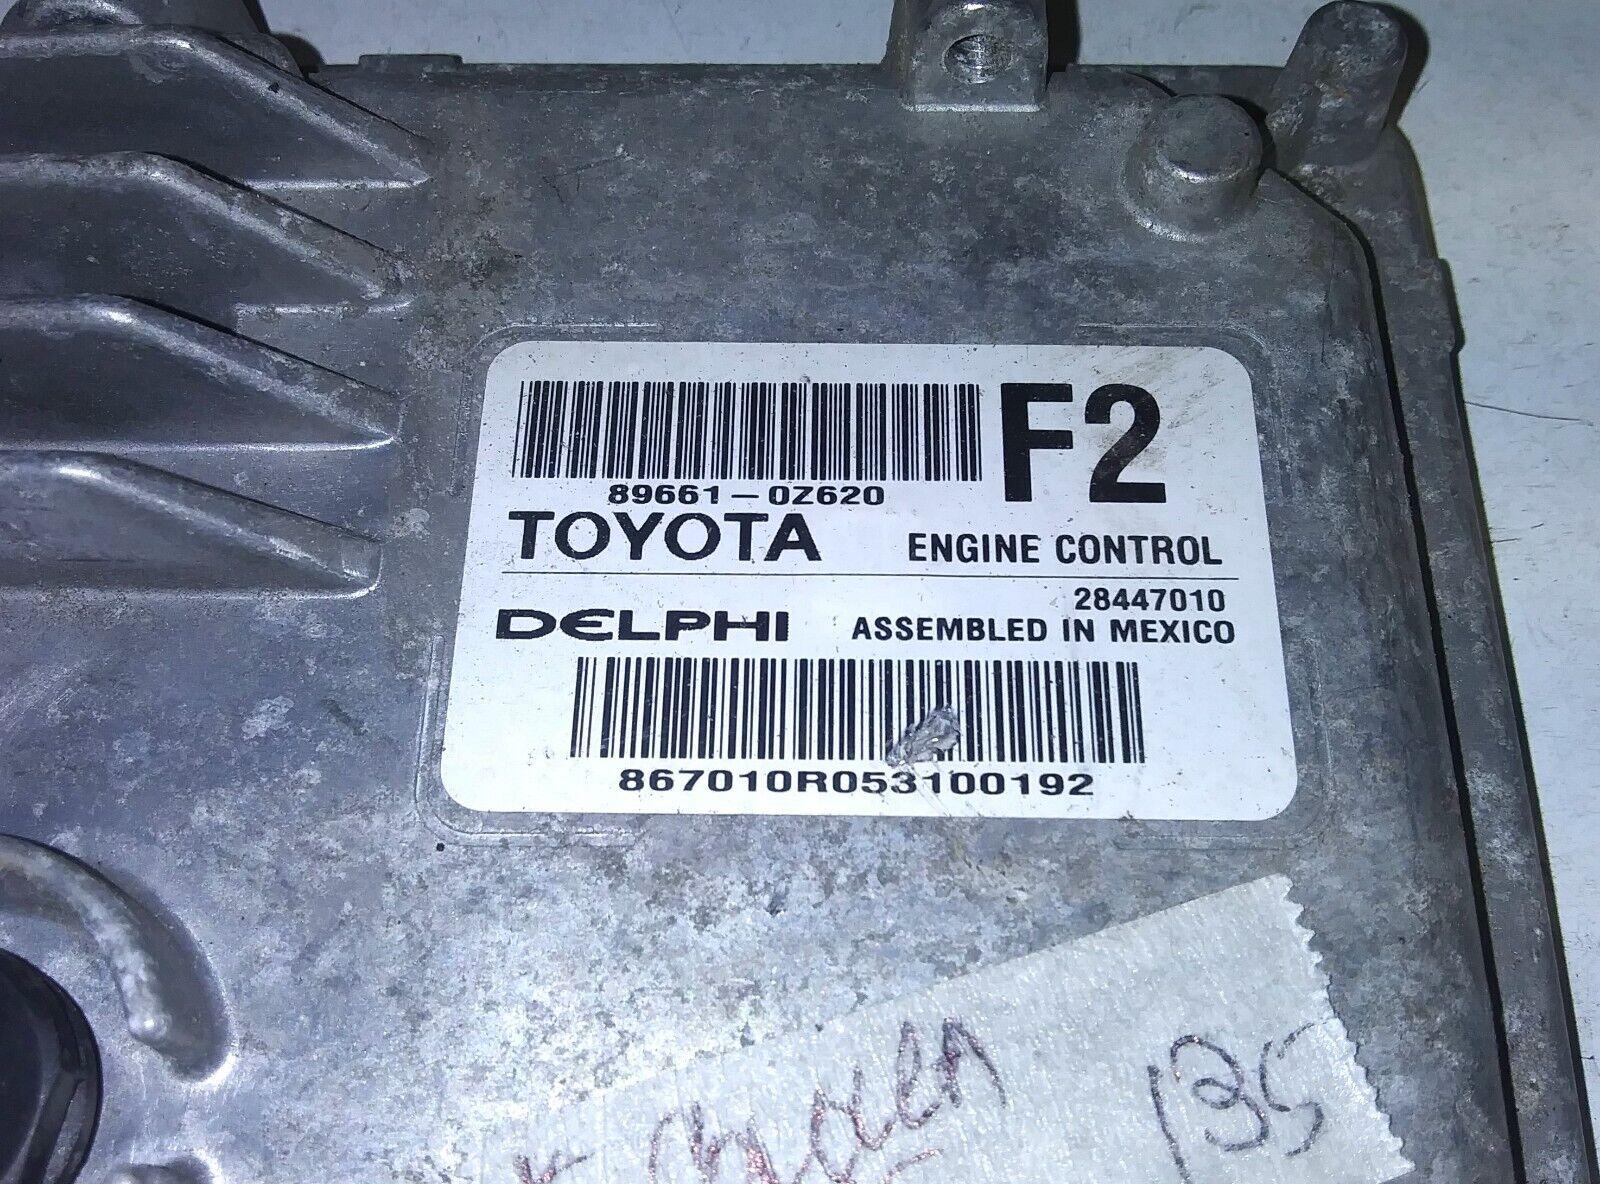 F2
89661-0Z620
TOYOTA ENGINE CONTROL
28447010
DELPHI ASSEMBLED IN MEXICO
867010R053100192
135